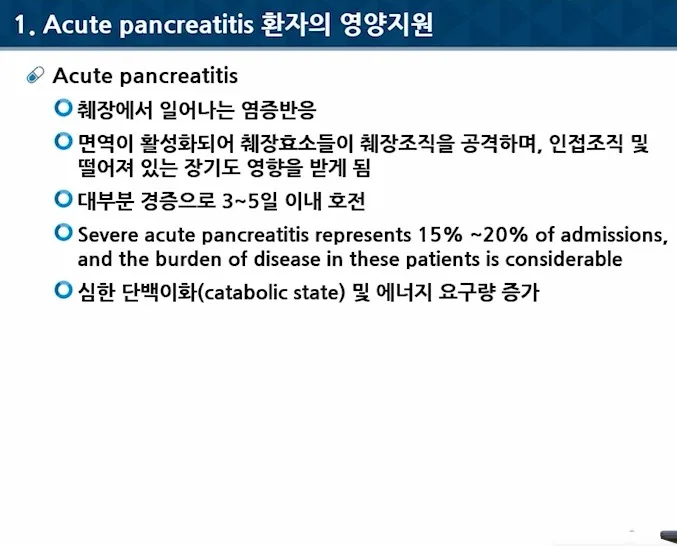 1. Acute pancreatitis 환자의 영양지원
Acute pancreatitis
췌장에서 일어나는 염증반응
면역이 활성화되어 췌장효소들이 췌장조직을 공격하며, 인접조직 및
떨어져 있는 장기도 영향을 받게 됨
대부분 경증으로 3~5일 이내 호전
Severe acute pancreatitis represents 15% ~20% of admissions,
and the burden of disease in these patients is considerable
심한 단백이화(catabolic state) 및 에너지 요구량 증가